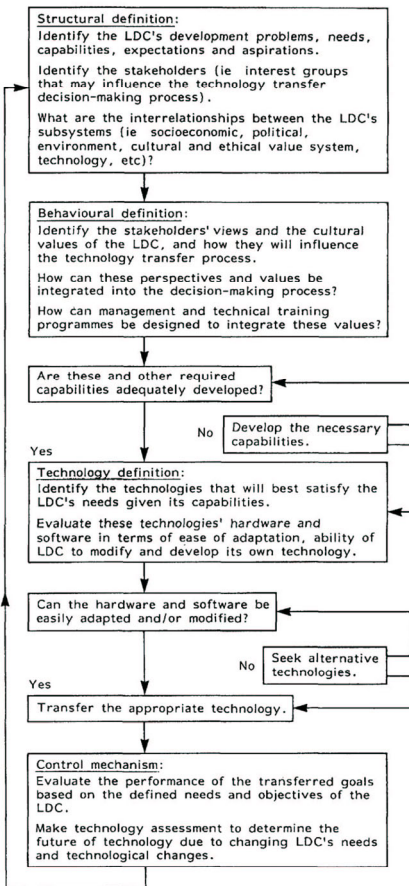 Structural definition:
Identify the LDC's development problems, needs,
capabilities, expectations and aspirations.
Identify the stakeholders (ie interest groups
that may influence the technology transfer
decision-making process).
What are the interrelationships between the LDC's
subsystems (ie socioeconomic, political,
environment, cultural and ethical value system,
technology, etc)?
Behavioural definition:
Identify the stakeholders' views and the cultural
values of the LDC, and how they will influence
the technology transfer process.
How can these perspectives and values be
integrated into the decision-making process?
How can management and technical training
programmes be designed to integrate these values?
Are these and other required
capabilities adequately developed?
No
Develop the necessary
capabilities.
Yes
Technology definition:
Identify the technologies that will best satisfy the
LDC's needs given its capabilities.
Evaluate these technologies' hardware and
software in terms of ease of adaptation, ability of
LDC to modify and develop its own technology.
Can the hardware and software be
easily adapted and/or modified?
No
Seek alternative
technologies.
Yes
Transfer the appropriate technology.
Control mechanism:
Evaluate the performance of the transferred goals
based on the defined needs and objectives of the
LDC.
Make technology assessment to determine the
future of technology due to changing LDC's needs
and technological changes.